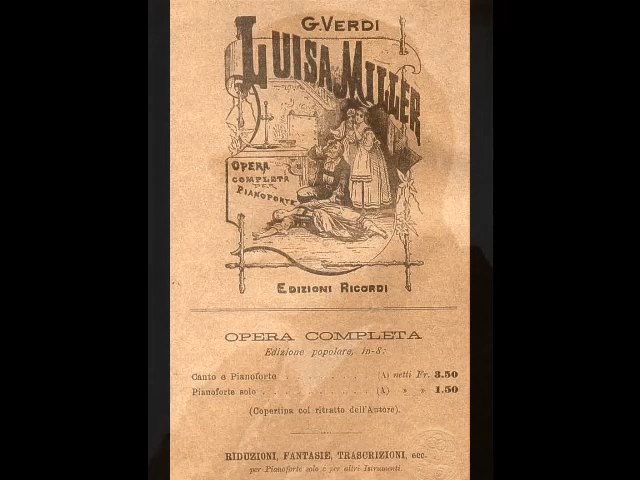 G. VERDI
LUISA MILLER
OPERA
COMPLETA
PER
PIANOFORTE
EDIZIONI RICORDI
OPERA COMPLETA
Edizione popolare, in-8:
Canto e Pianoforte . . . . . . . . . . (A) netti Fr. 3.50
Pianoforte solo . . . . . . . . . . . . (A) » » 1.50
(Copertina col ritratto dell'Autore).
RIDUZIONI, FANTASIE, TRASCRIZIONI, ecc.
per Pianoforte solo e per altri Istrumenti.